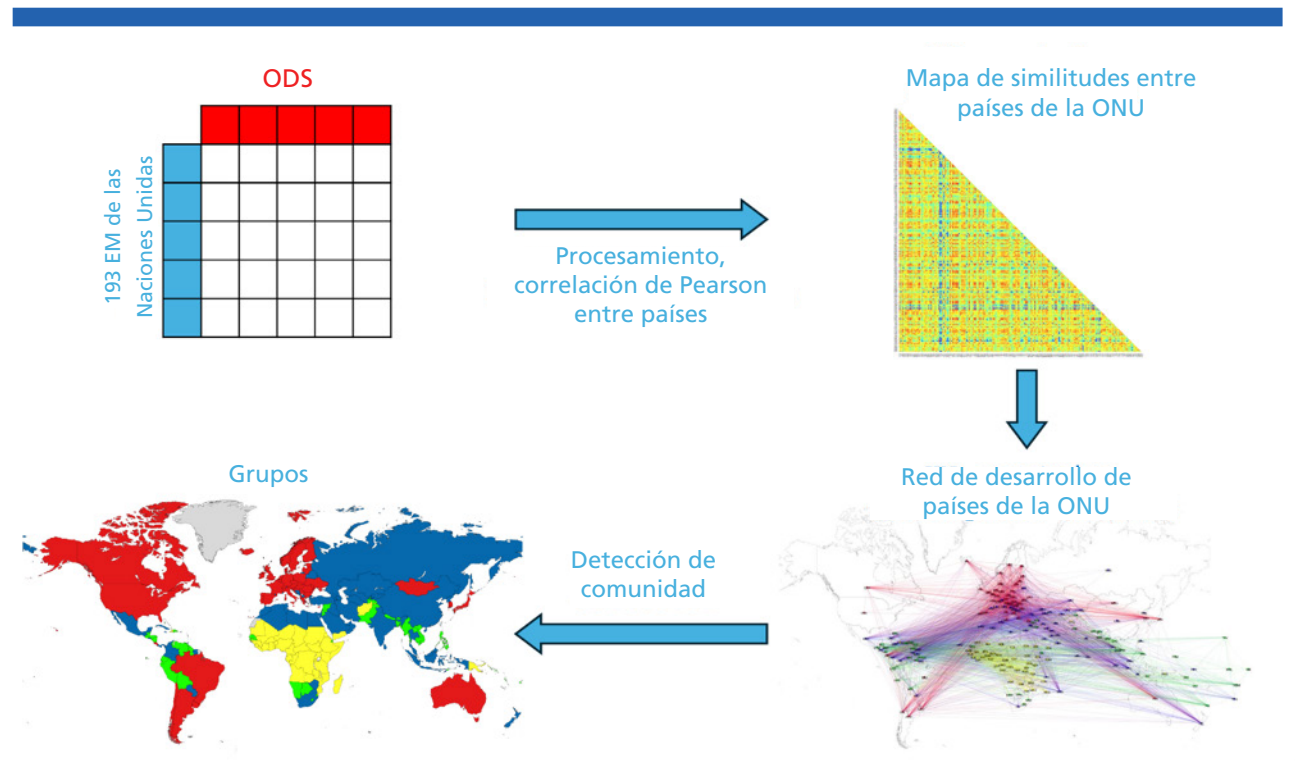 ODS
193 EM de las
Naciones Unidas
Procesamiento,
correlación de Pearson
entre países
Mapa de similitudes entre
países de la ONU
Red de desarrollo de
países de la ONU
Detección de
comunidad
Grupos